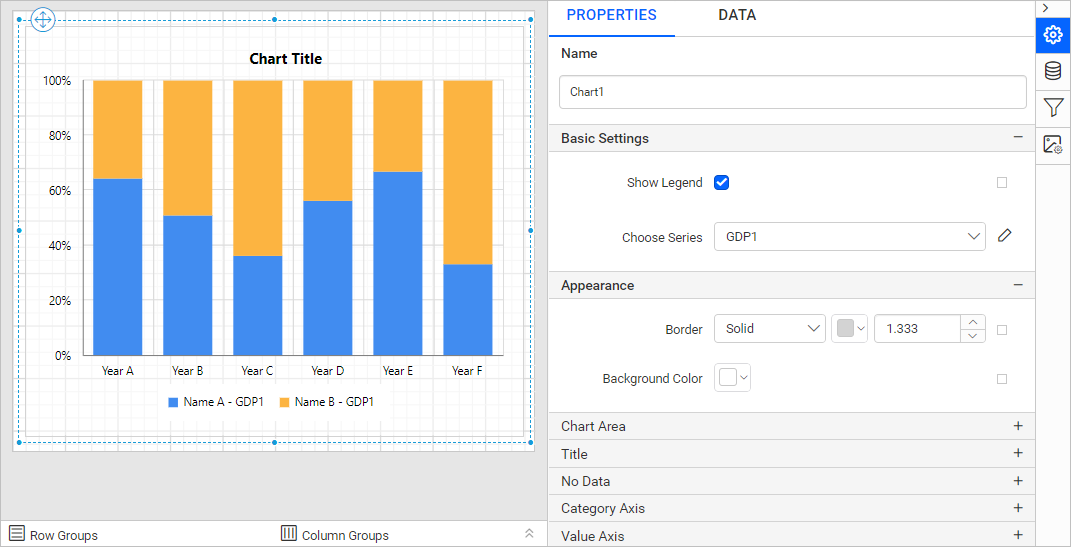 Chart Title
100%
80%
60%
40%
20%
0%
Year A Year B Year C Year D Year E Year F
Name A - GDP1 Name B - GDP1
Row Groups
Column Groups
PROPERTIES DATA
Name
Chart1
Basic Settings
Show Legend
Choose Series GDP1
Appearance
Border Solid 1.333
Background Color
Chart Area
Title
No Data
Category Axis
Value Axis